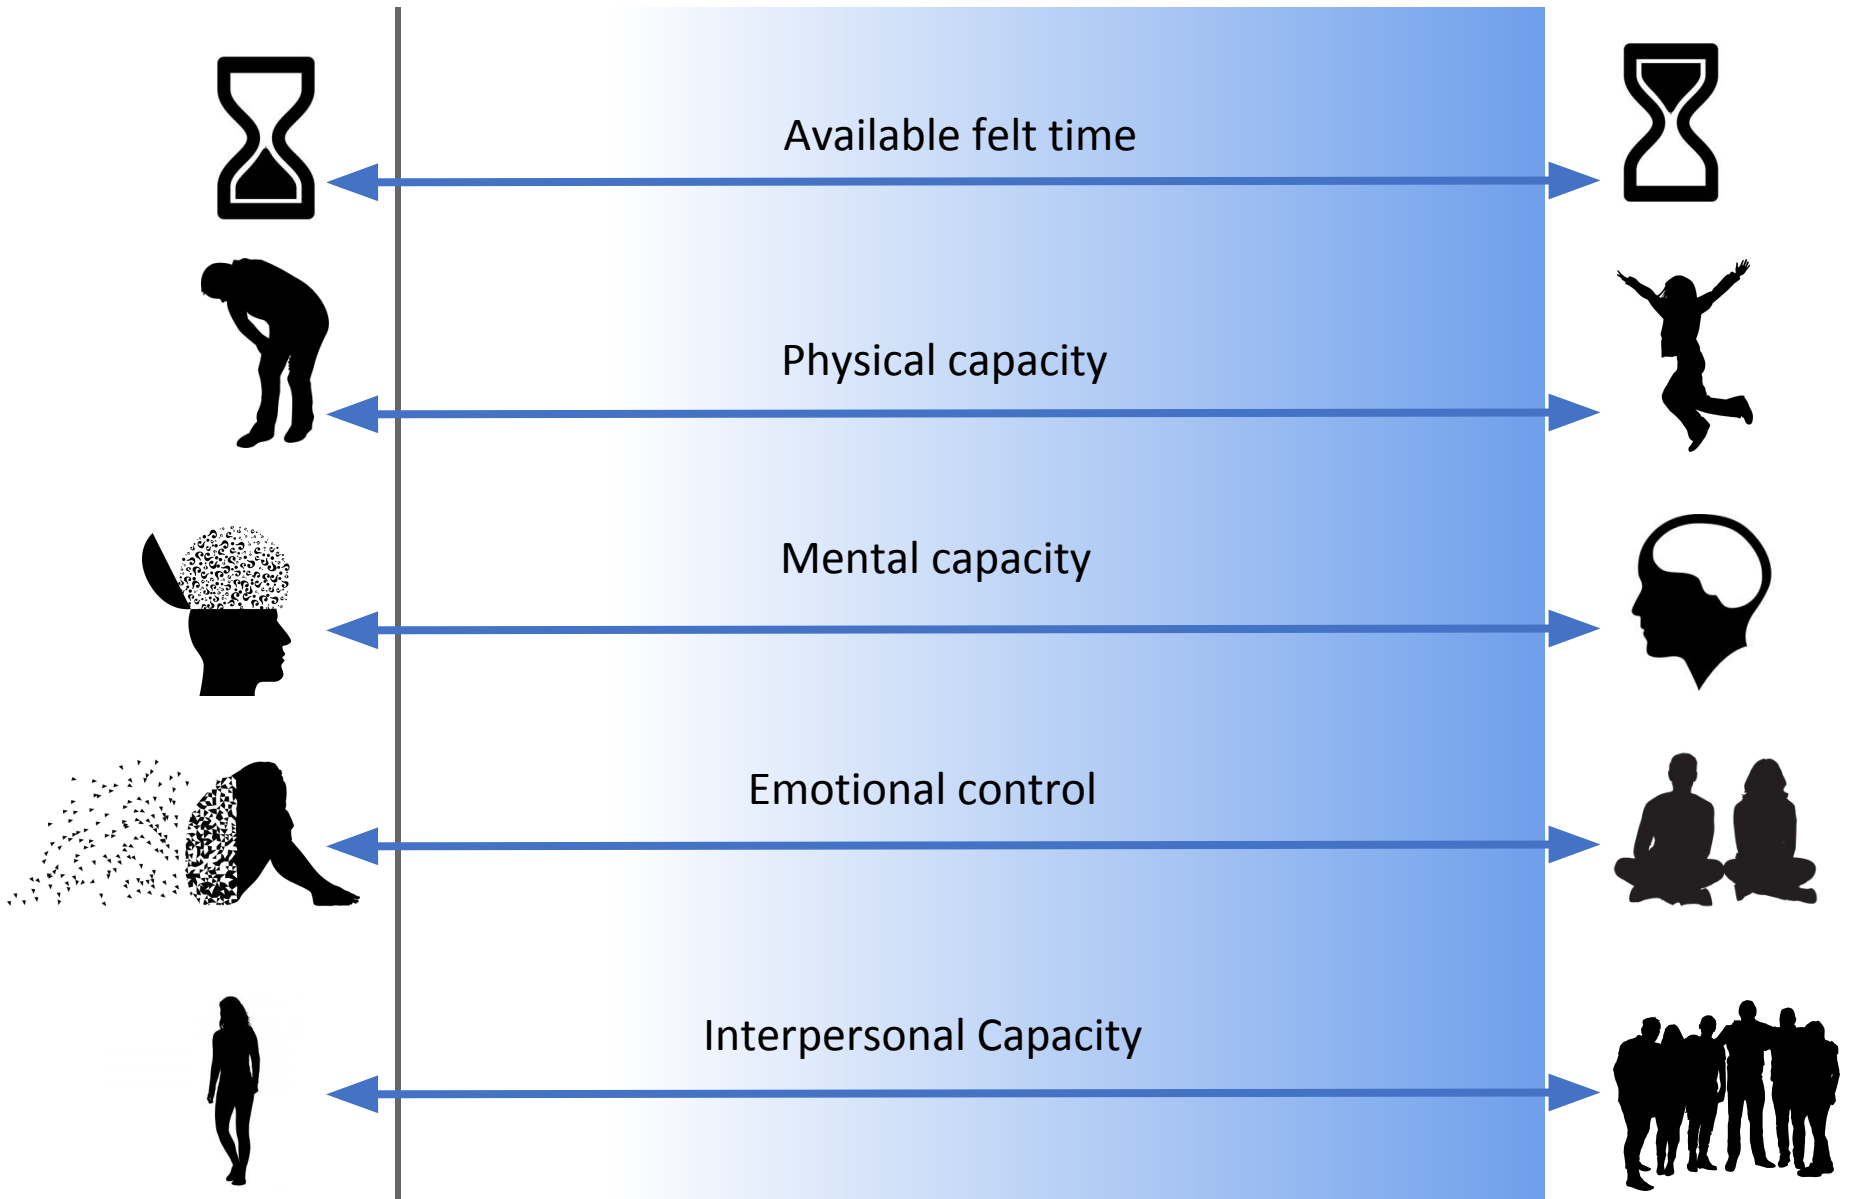 Available felt time
Physical capacity
Mental capacity
Emotional control
Interpersonal Capacity